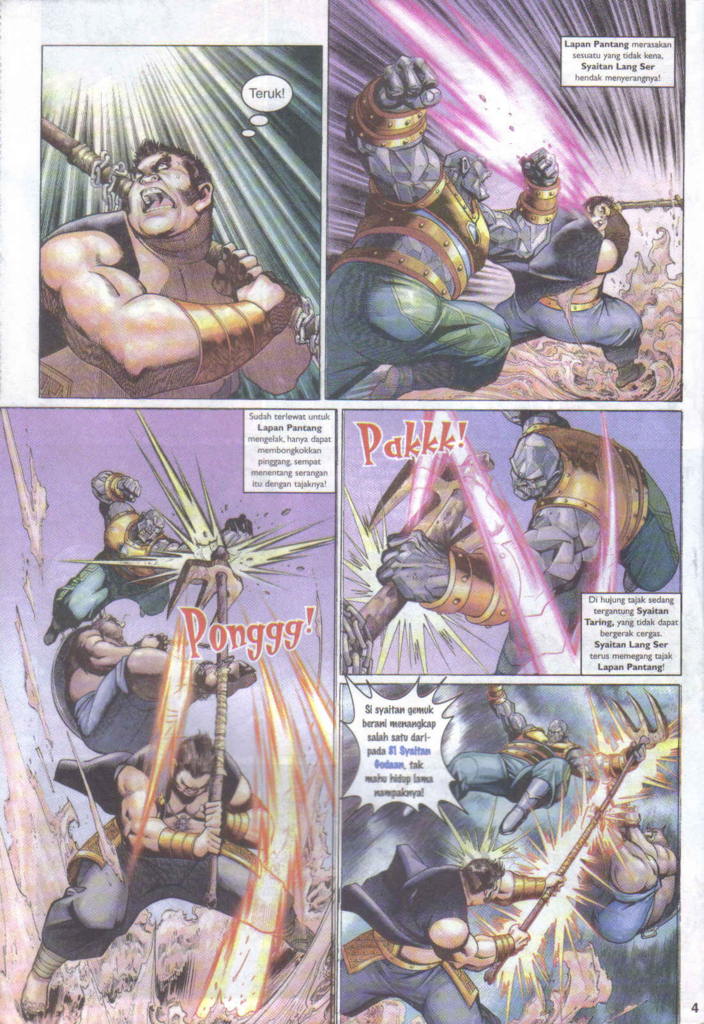 Teruk!
Lapan Pantang merasakan
sesuatu yang tidak kena,
Syaitan Lang Ser
hendak menyerangnya!
Sudah terlewat untuk
Lapan Pantang
mengelak, hanya dapat
membongkokkan
pinggang, sempat
menentang serangan
itu dengan tajaknya!
Ponggg!
Pakkk!
Di hujung tajak sedang
tergantung Syaitan
Taring, yang tidak dapat
bergerak cergas.
Syaitan Lang Ser
terus memegang tajak
Lapan Pantang!
Si syaitan gemuk
berani menangkap
salah satu dari-
pada 81 Syaitan
Godaan, tak
mahu hidup lama
nampaknya!
4